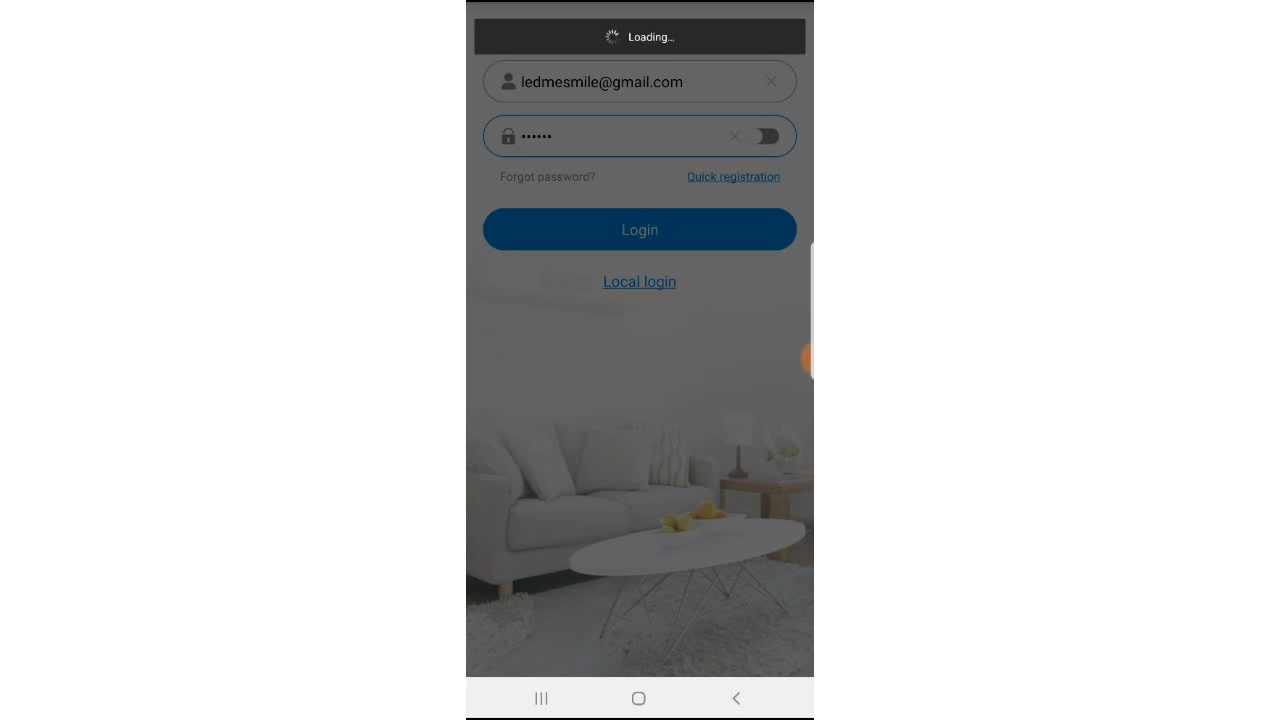 Loading...
ledmesmile@gmail.com
••••••
Forgot password? Quick registration
Login
Local login